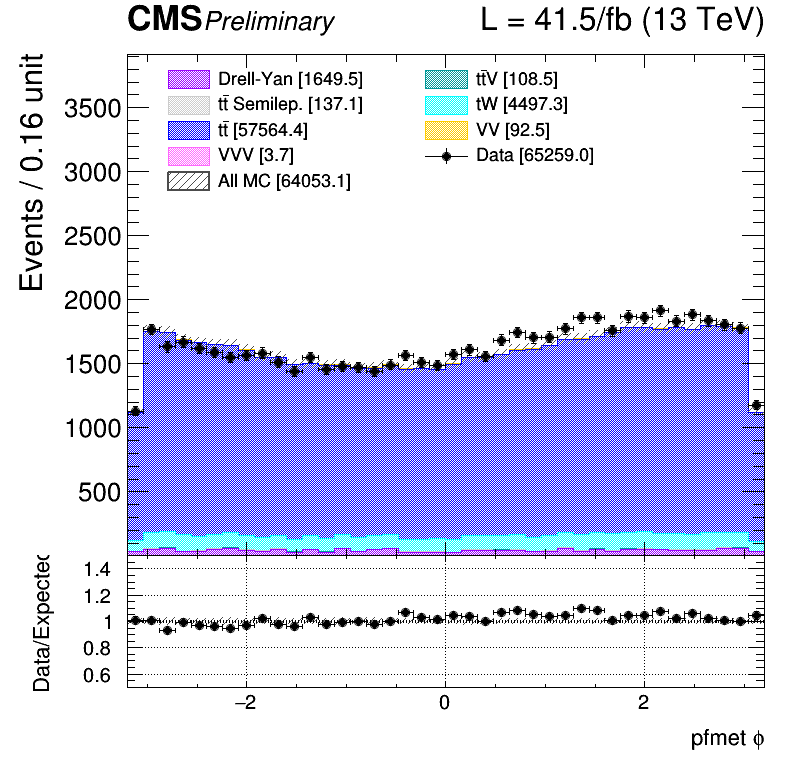 CMS Preliminary L = 41.5/fb (13 TeV)
Events / 0.16 unit
Drell-Yan [1649.5]
tt̄ Semilep. [137.1]
tt̄ [57564.4]
VVV [3.7]
All MC [64053.1]
tt̄V [108.5]
tW [4497.3]
VV [92.5]
Data [65259.0]
3500
3000
2500
2000
1500
1000
500
Data/Expected
1.4
1.2
1
0.8
0.6
−2 0 2
pfmet ϕ